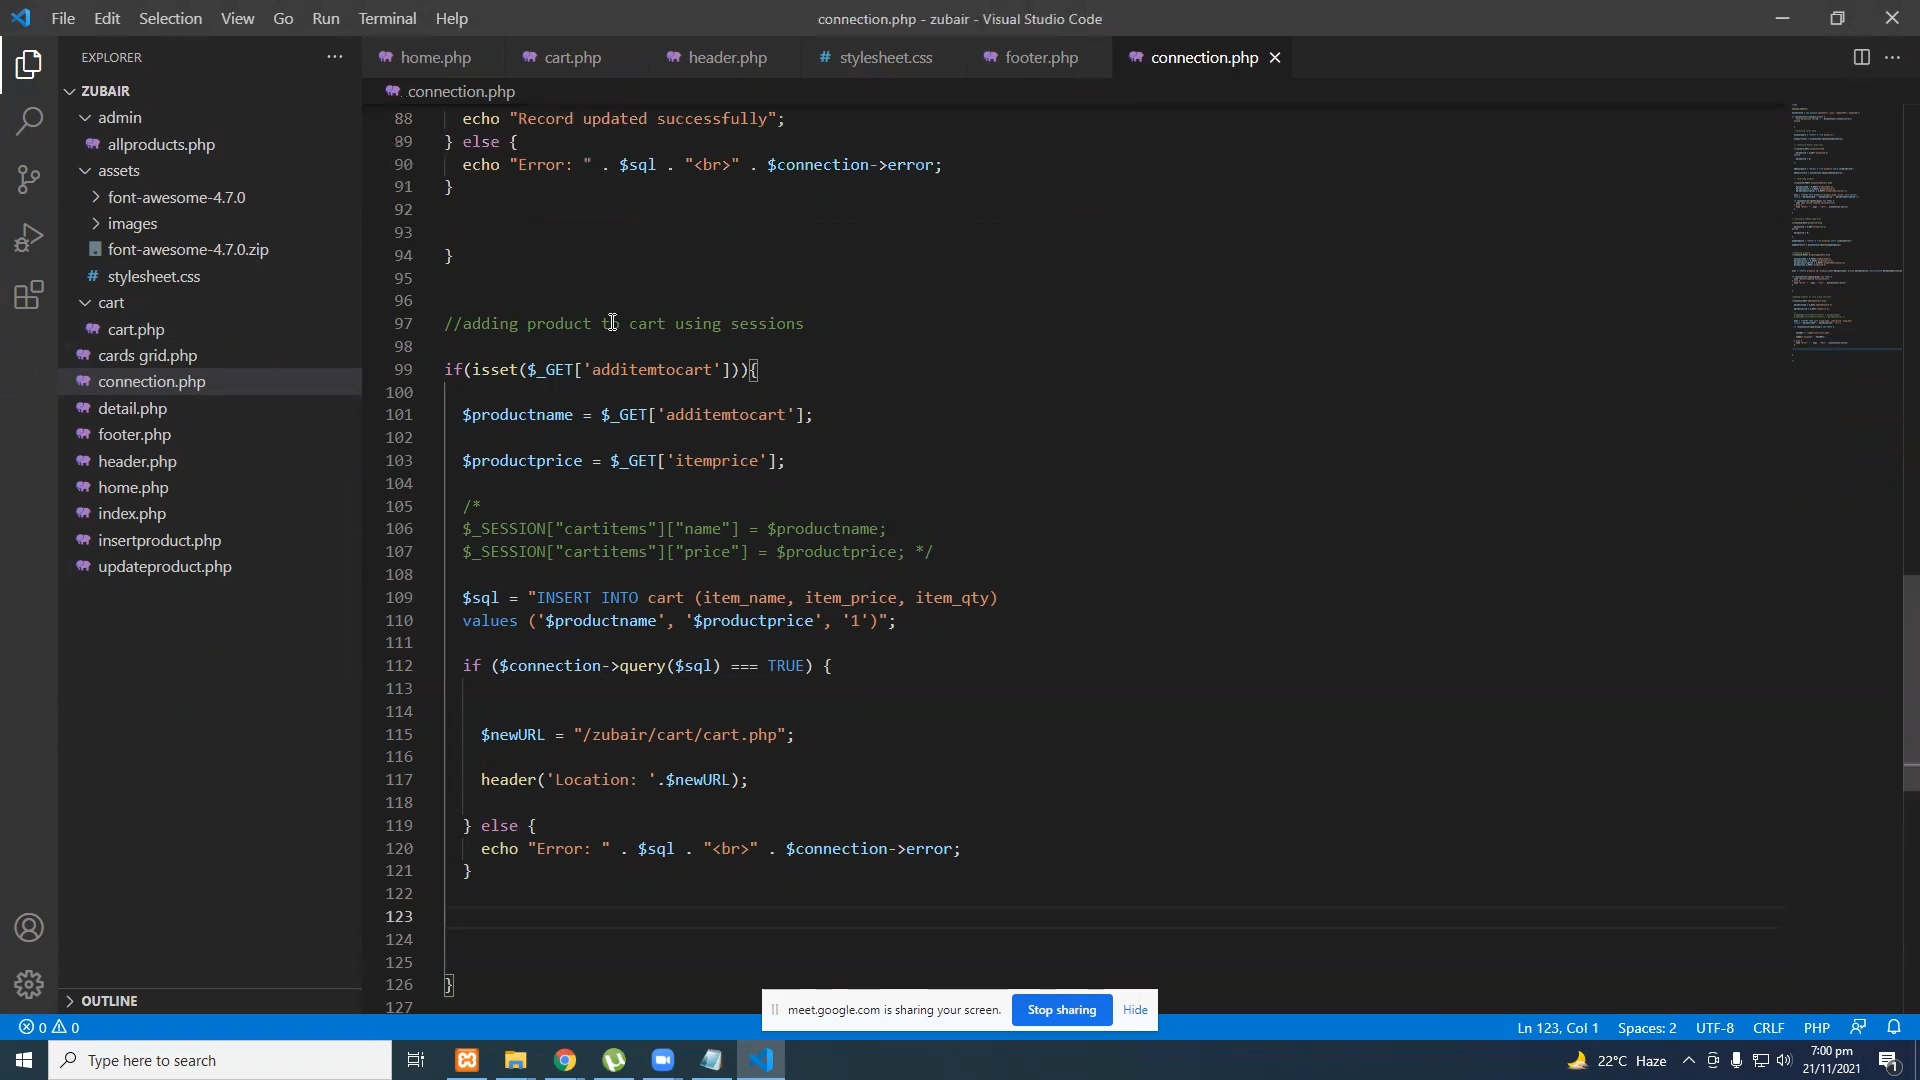 File Edit Selection View Go Run Terminal Help
connection.php - zubair - Visual Studio Code
EXPLORER
home.php cart.php header.php # stylesheet.css footer.php connection.php
ZUBAIR
admin
allproducts.php
assets
font-awesome-4.7.0
images
font-awesome-4.7.0.zip
# stylesheet.css
cart
cart.php
cards grid.php
connection.php
detail.php
footer.php
header.php
home.php
index.php
insertproduct.php
updateproduct.php
OUTLINE
connection.php
88 echo "Record updated successfully";
89 } else {
90 echo "Error: " . $sql . "<br>" . $connection->error;
91 }
92
93
94 }
95
96
97 //adding product to cart using sessions
98
99 if(isset($_GET['additemtocart'])){
100
101 $productname = $_GET['additemtocart'];
102
103 $productprice = $_GET['itemprice'];
104
105 /*
106 $_SESSION["cartitems"]["name"] = $productname;
107 $_SESSION["cartitems"]["price"] = $productprice; */
108
109 $sql = "INSERT INTO cart (item_name, item_price, item_qty)
110 values ('$productname', '$productprice', '1')";
111
112 if ($connection->query($sql) === TRUE) {
113
114
115 $newURL = "/zubair/cart/cart.php";
116
117 header('Location: '.$newURL);
118
119 } else {
120 echo "Error: " . $sql . "<br>" . $connection->error;
121 }
122
123
124
125
126 }
127
meet.google.com is sharing your screen. Stop sharing Hide
0 0 Ln 123, Col 1 Spaces: 2 UTF-8 CRLF PHP
Type here to search
22°C Haze
7:00 pm
21/11/2021
1